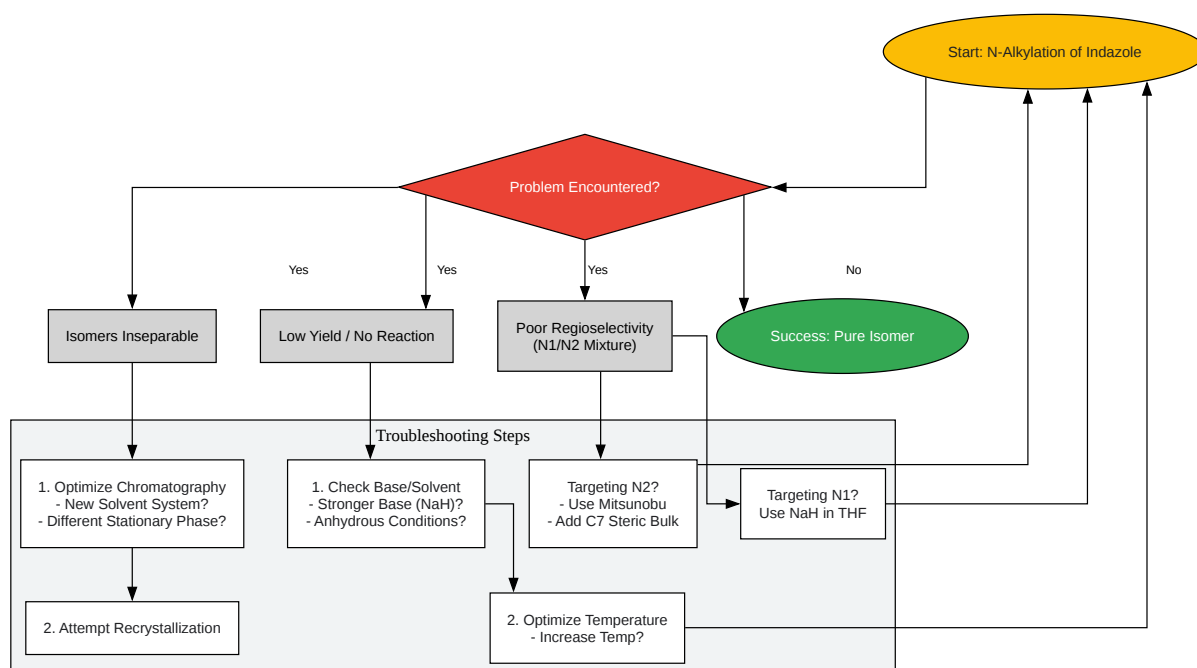 Start: N-Alkylation of Indazole
Problem Encountered?
Yes
Yes
Yes
No
Isomers Inseparable
Low Yield / No Reaction
Poor Regioselectivity
(N1/N2 Mixture)
Success: Pure Isomer
Troubleshooting Steps
1. Optimize Chromatography
- New Solvent System?
- Different Stationary Phase?
1. Check Base/Solvent
- Stronger Base (NaH)?
- Anhydrous Conditions?
Targeting N2?
- Use Mitsunobu
- Add C7 Steric Bulk
Targeting N1?
Use NaH in THF
2. Attempt Recrystallization
2. Optimize Temperature
- Increase Temp?